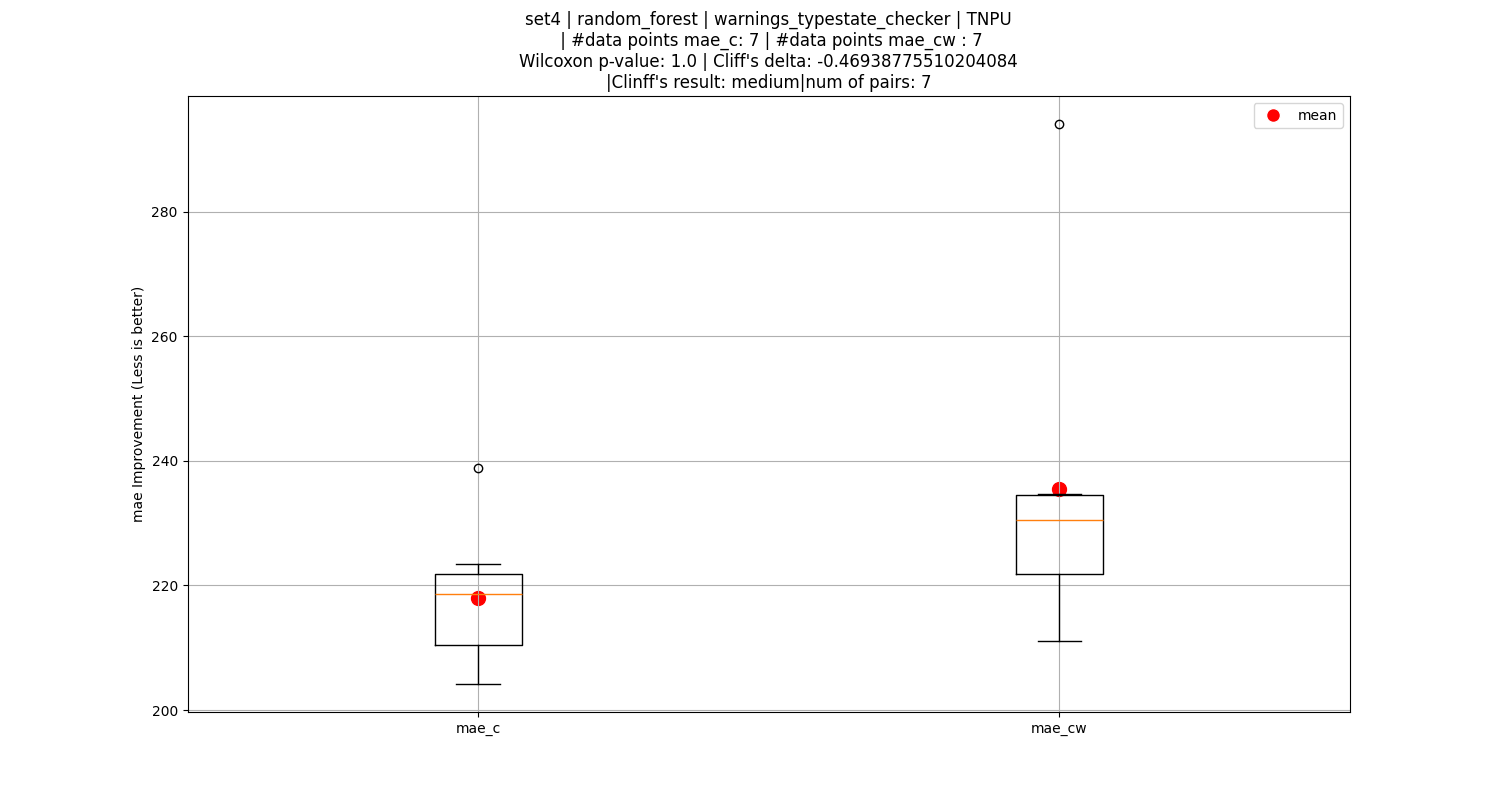 set4 | random_forest | warnings_typestate_checker | TNPU
| #data points mae_c: 7 | #data points mae_cw : 7
Wilcoxon p-value: 1.0 | Cliff's delta: -0.46938775510204084
|Clinff's result: medium|num of pairs: 7
mean
280
260
240
220
200
mae Improvement (Less is better)
mae_c
mae_cw